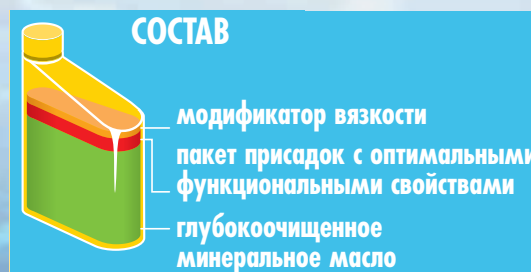 СОСТАВ
модификатор вязкости
пакет присадок с оптимальными
функциональными свойствами
глубокоочищенное
минеральное масло